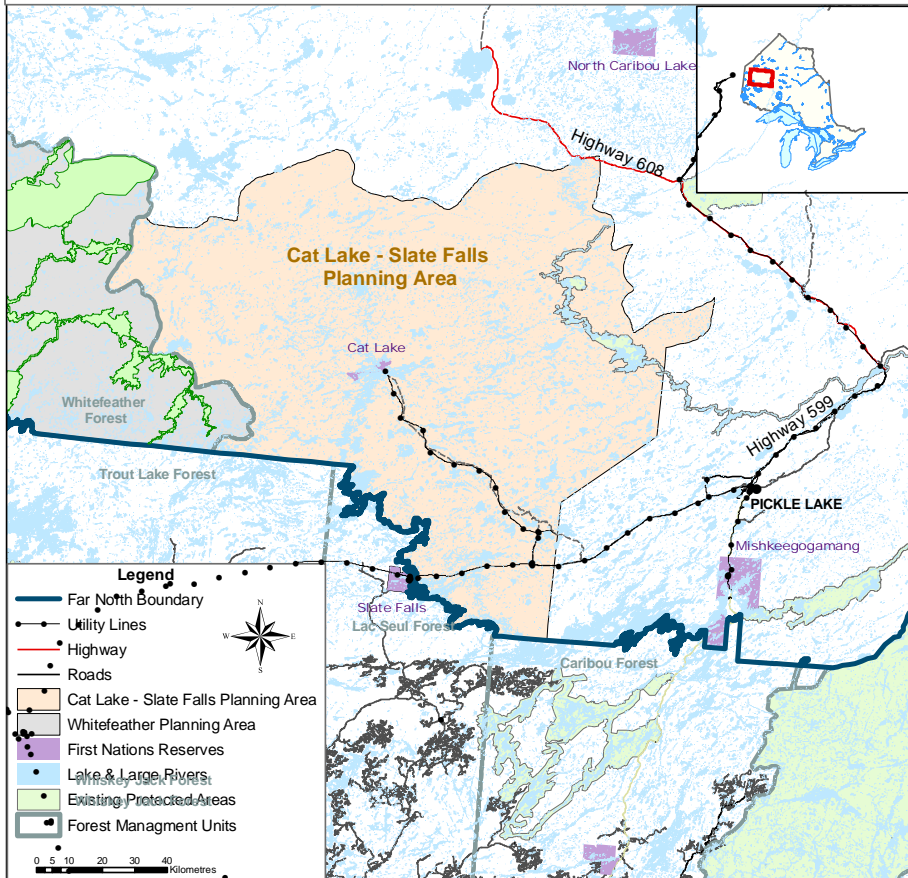 North Caribou Lake
Highway 608
Cat Lake - Slate Falls
Planning Area
Cat Lake
Whitefeather
Forest
Highway 599
Trout Lake Forest
PICKLE LAKE
Mishkeegogamang
Slate Falls
Lac Seul Forest
Caribou Forest
Legend
Far North Boundary
Utility Lines
Highway
Roads
Cat Lake - Slate Falls Planning Area
Whitefeather Planning Area
First Nations Reserves
Lake & Large Rivers
Whiskey Jack Forest
Existing Protected Areas
Forest Managment Units
N
W
E
S
0 5 10 20 30 40
Kilometres